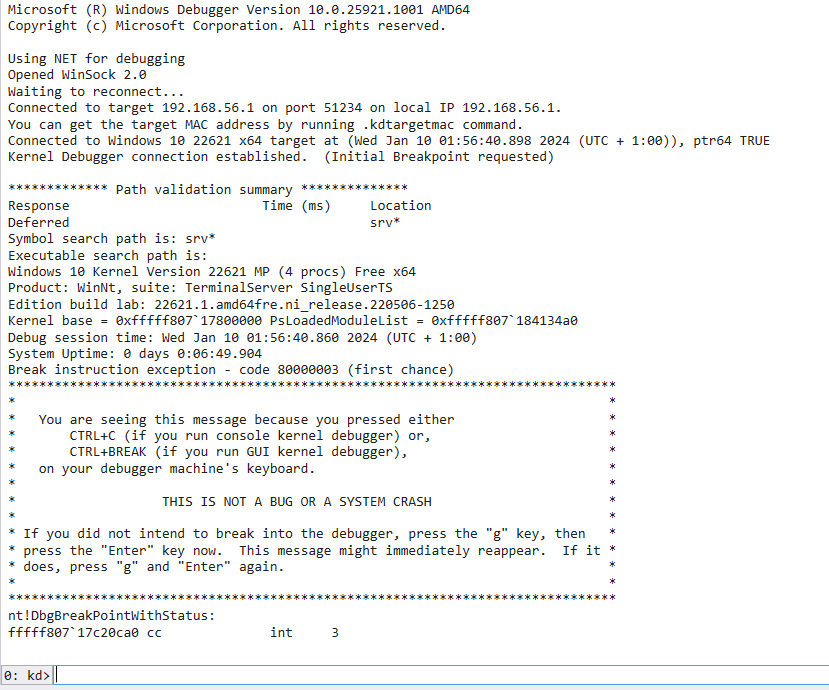 Microsoft (R) Windows Debugger Version 10.0.25921.1001 AMD64
Copyright (c) Microsoft Corporation. All rights reserved.

Using NET for debugging
Opened WinSock 2.0
Waiting to reconnect...
Connected to target 192.168.56.1 on port 51234 on local IP 192.168.56.1.
You can get the target MAC address by running .kdtargetmac command.
Connected to Windows 10 22621 x64 target at (Wed Jan 10 01:56:40.898 2024 (UTC + 1:00)), ptr64 TRUE
Kernel Debugger connection established.  (Initial Breakpoint requested)

************* Path validation summary **************
Response                         Time (ms)     Location
Deferred                                       srv*
Symbol search path is: srv*
Executable search path is:
Windows 10 Kernel Version 22621 MP (4 procs) Free x64
Product: WinNt, suite: TerminalServer SingleUserTS
Edition build lab: 22621.1.amd64fre.ni_release.220506-1250
Kernel base = 0xfffff807`17800000 PsLoadedModuleList = 0xfffff807`184134a0
Debug session time: Wed Jan 10 01:56:40.860 2024 (UTC + 1:00)
System Uptime: 0 days 0:06:49.904
Break instruction exception - code 80000003 (first chance)
*******************************************************************************
*                                                                             *
*   You are seeing this message because you pressed either                    *
*       CTRL+C (if you run console kernel debugger) or,                       *
*       CTRL+BREAK (if you run GUI kernel debugger),                          *
*   on your debugger machine's keyboard.                                      *
*                                                                             *
*                   THIS IS NOT A BUG OR A SYSTEM CRASH                       *
*                                                                             *
* If you did not intend to break into the debugger, press the "g" key, then   *
* press the "Enter" key now.  This message might immediately reappear.  If it *
* does, press "g" and "Enter" again.                                          *
*                                                                             *
*******************************************************************************
nt!DbgBreakPointWithStatus:
fffff807`17c20ca0 cc              int     3
0: kd>